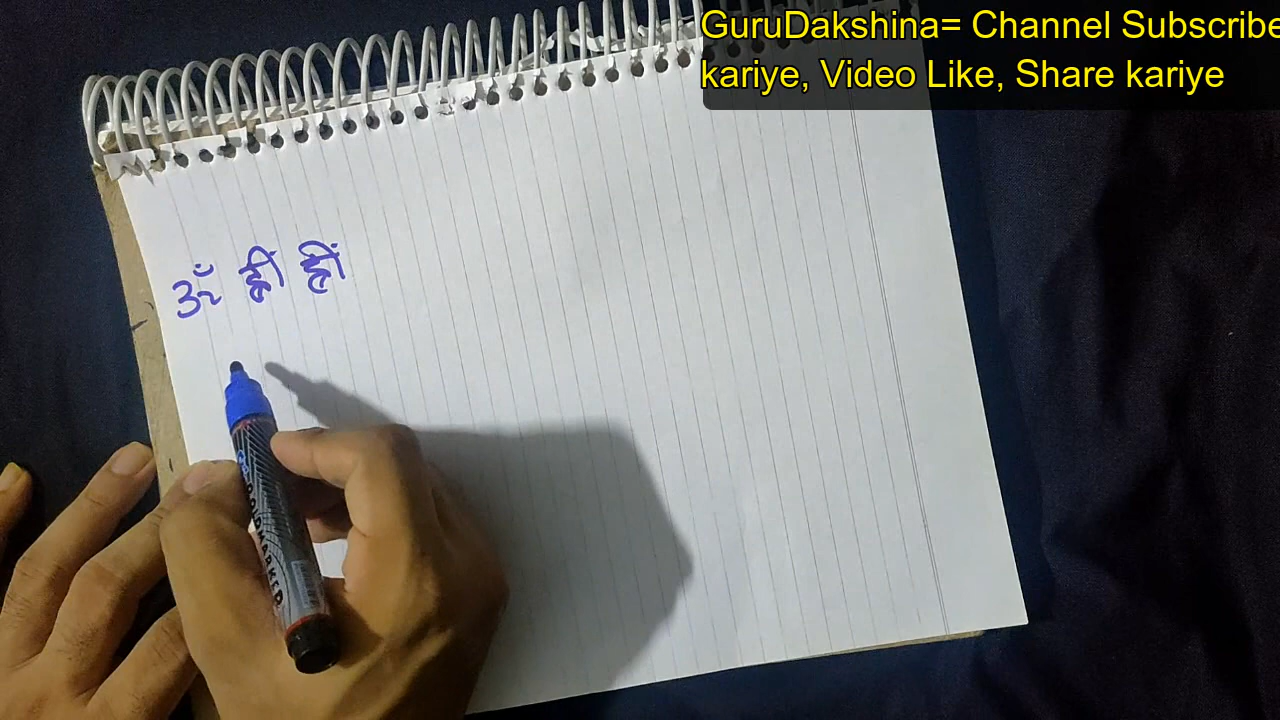 GuruDakshina= Channel Subscribe
kariye, Video Like, Share kariye
ॐ ह्रीं ह्रीं